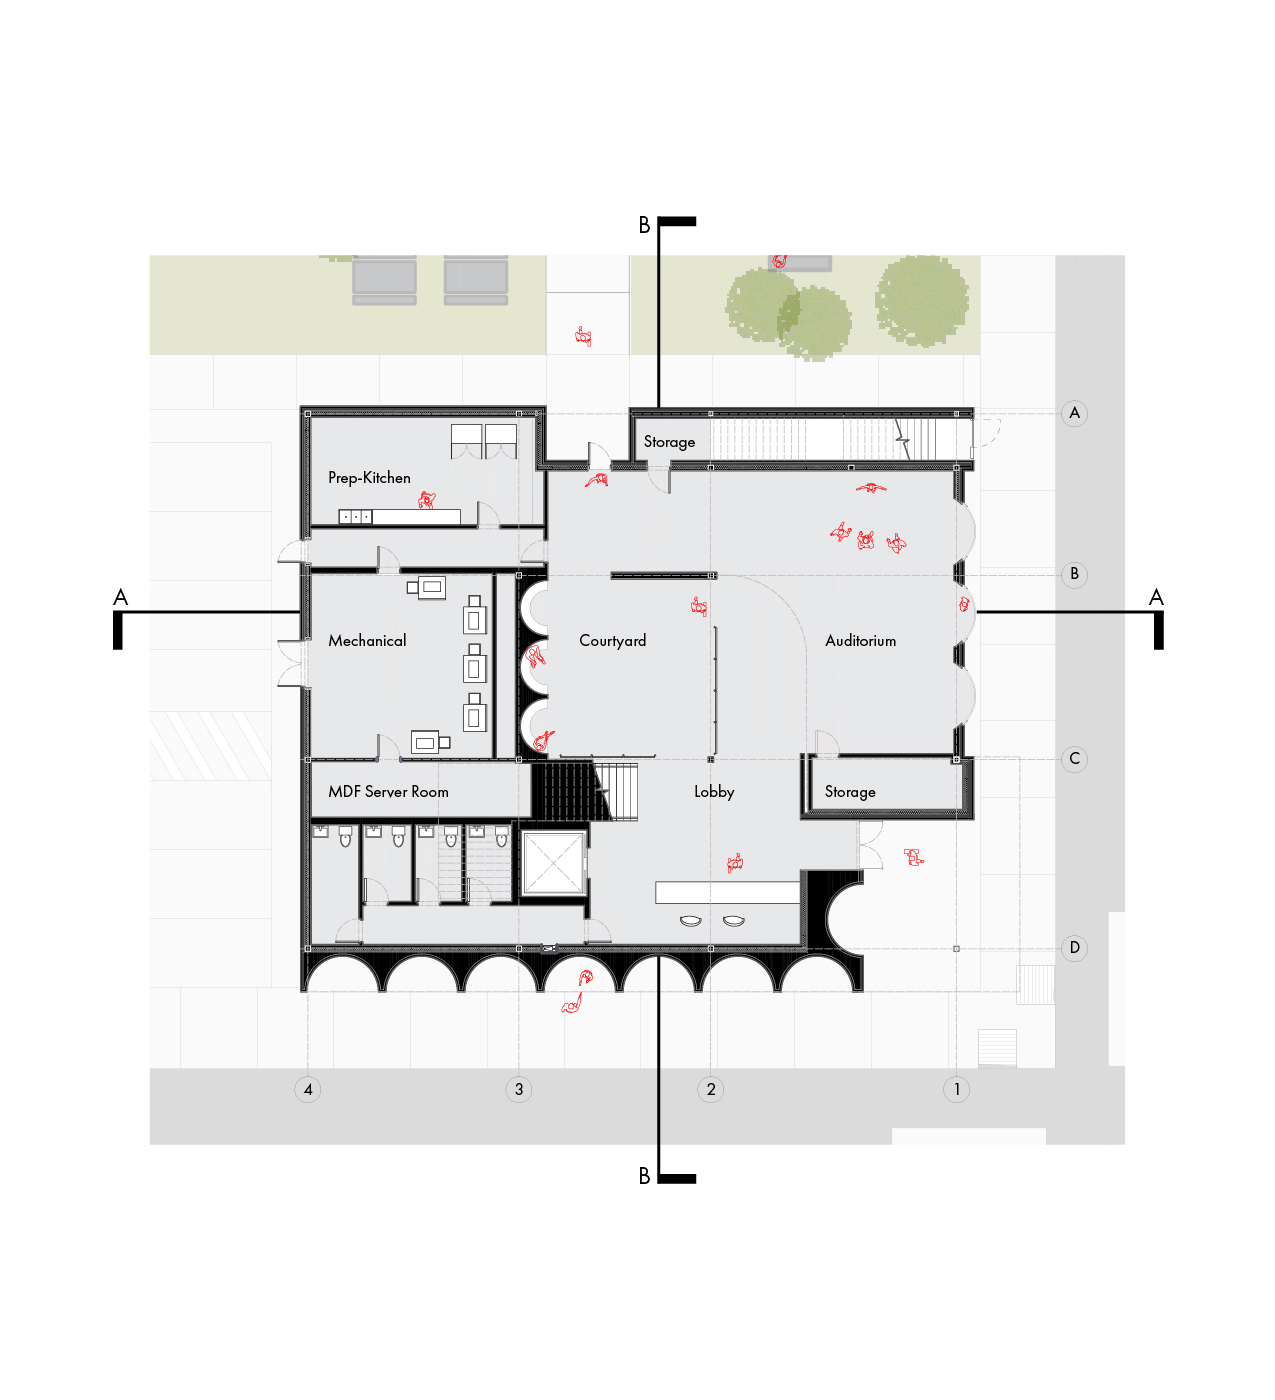 B
A
Storage
Prep-Kitchen
B
A
A
Mechanical
Courtyard
Auditorium
C
MDF Server Room
Lobby
Storage
D
4
3
2
1
B